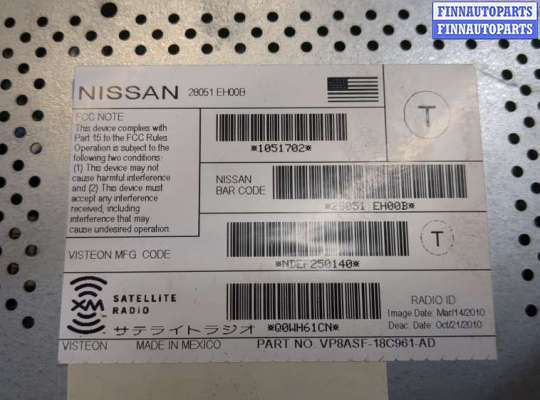 FINNAUTOPARTS
FINNAUTOPARTS
NISSAN 28051 EH00B
FCC NOTE
This device complies with
Part 15 to the FCC Rules
Operation is subject to the
following two conditions:
(1) This device may not
cause harmful interference
and (2) This device must
accept any interference
received, including
interference that may
cause undesired operation.
*1051702*
T
NISSAN
BAR CODE
*28051 EH00B*
VISTEON MFG. CODE
*NDEF250140*
T
XM SATELLITE
RADIO
サテライトラジオ
*Q0WH61CN*
RADIO ID
Image Date: Mar/14/2010
Deac. Date: Oct/21/2010
VISTEON MADE IN MEXICO PART NO. VP8ASF-18C961-AD